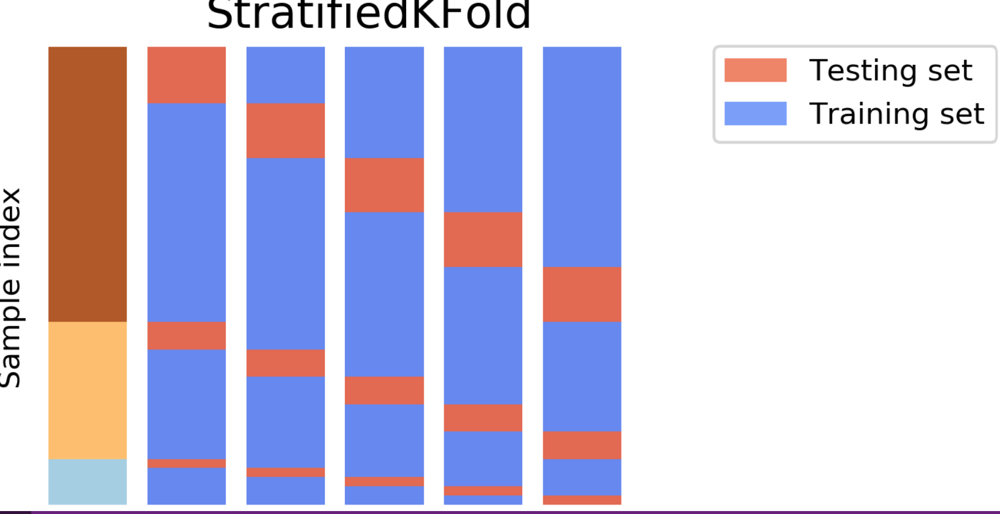 StratifiedKFold
Sample index
Testing set
Training set